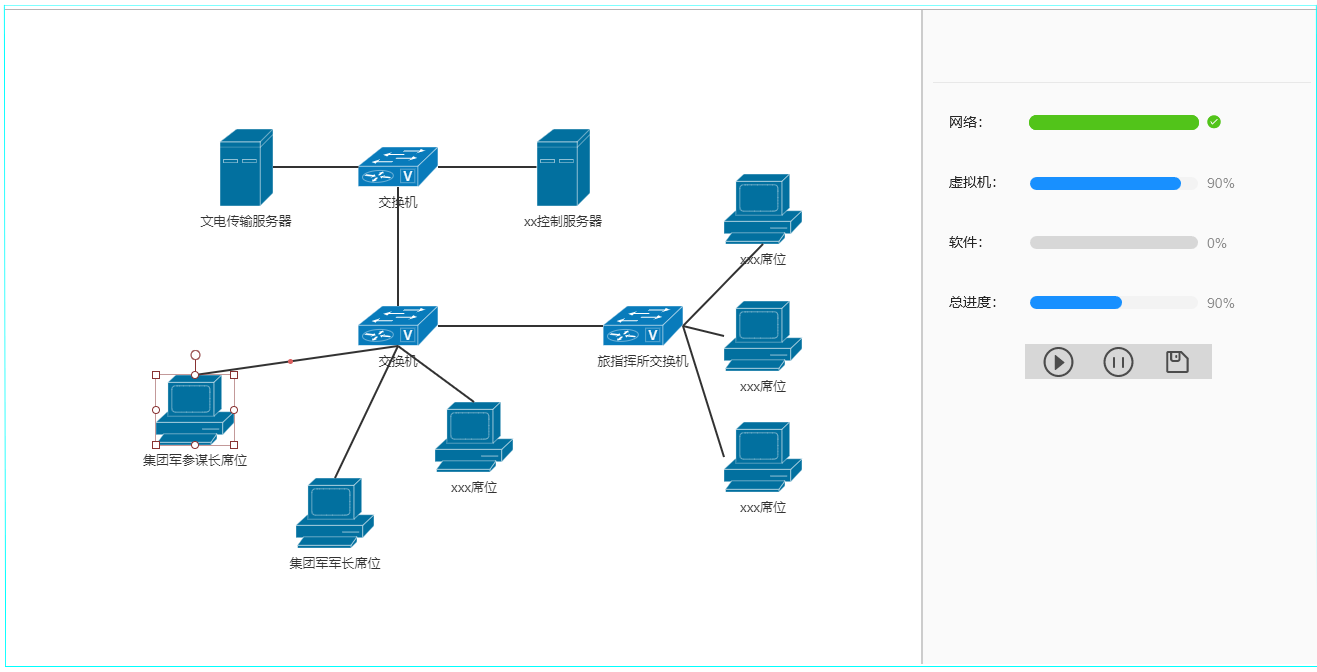 文电传输服务器
V
交换机
xx控制服务器
xxx席位
V
交换机
V
旅指挥所交换机
xxx席位
集团军参谋长席位
xxx席位
xxx席位
集团军军长席位
网络:
虚拟机:
90%
软件:
0%
总进度:
90%